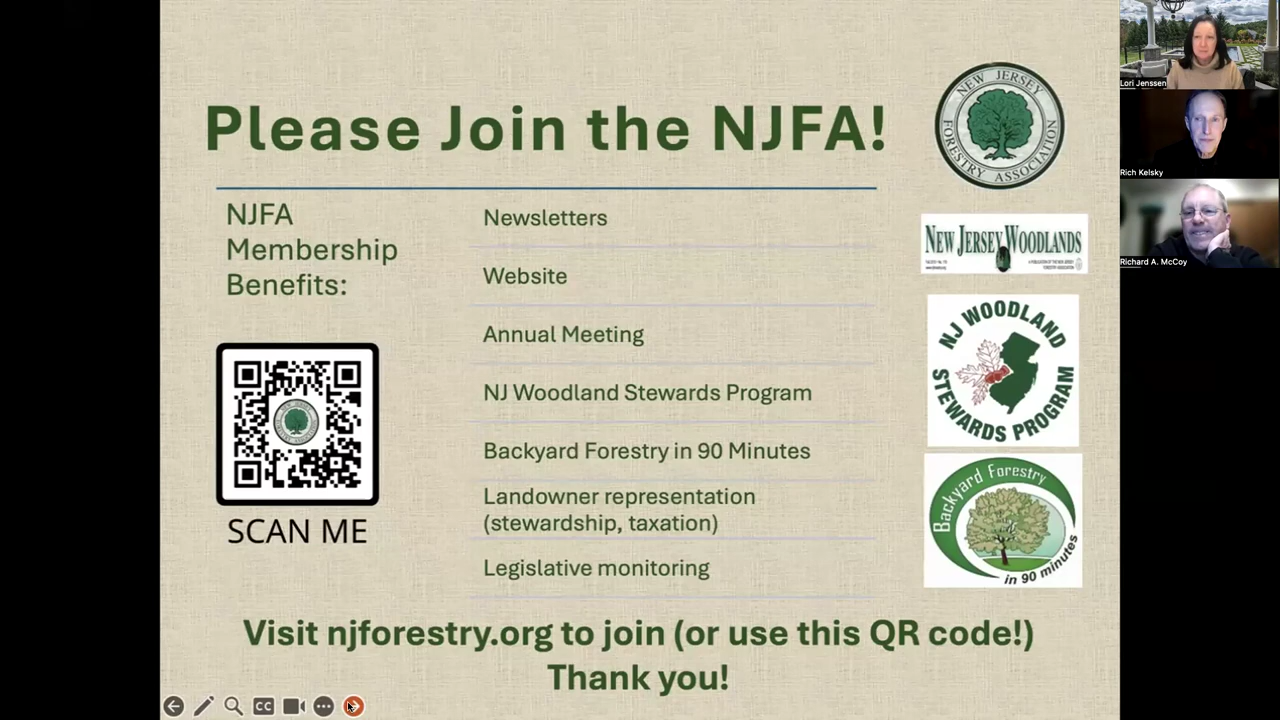 Please Join the NJFA!
NJFA
Membership
Benefits:
SCAN ME
Newsletters
Website
Annual Meeting
NJ Woodland Stewards Program
Backyard Forestry in 90 Minutes
Landowner representation
(stewardship, taxation)
Legislative monitoring
Visit njforestry.org to join (or use this QR code!)
Thank you!
NEW JERSEY
FORESTRY ASSOCIATION
NEW JERSEY WOODLANDS
NJ WOODLAND
STEWARDS PROGRAM
Backyard Forestry
in 90 minutes
CC
Lori Jenssen
Rich Kelsky
Richard A. McCoy